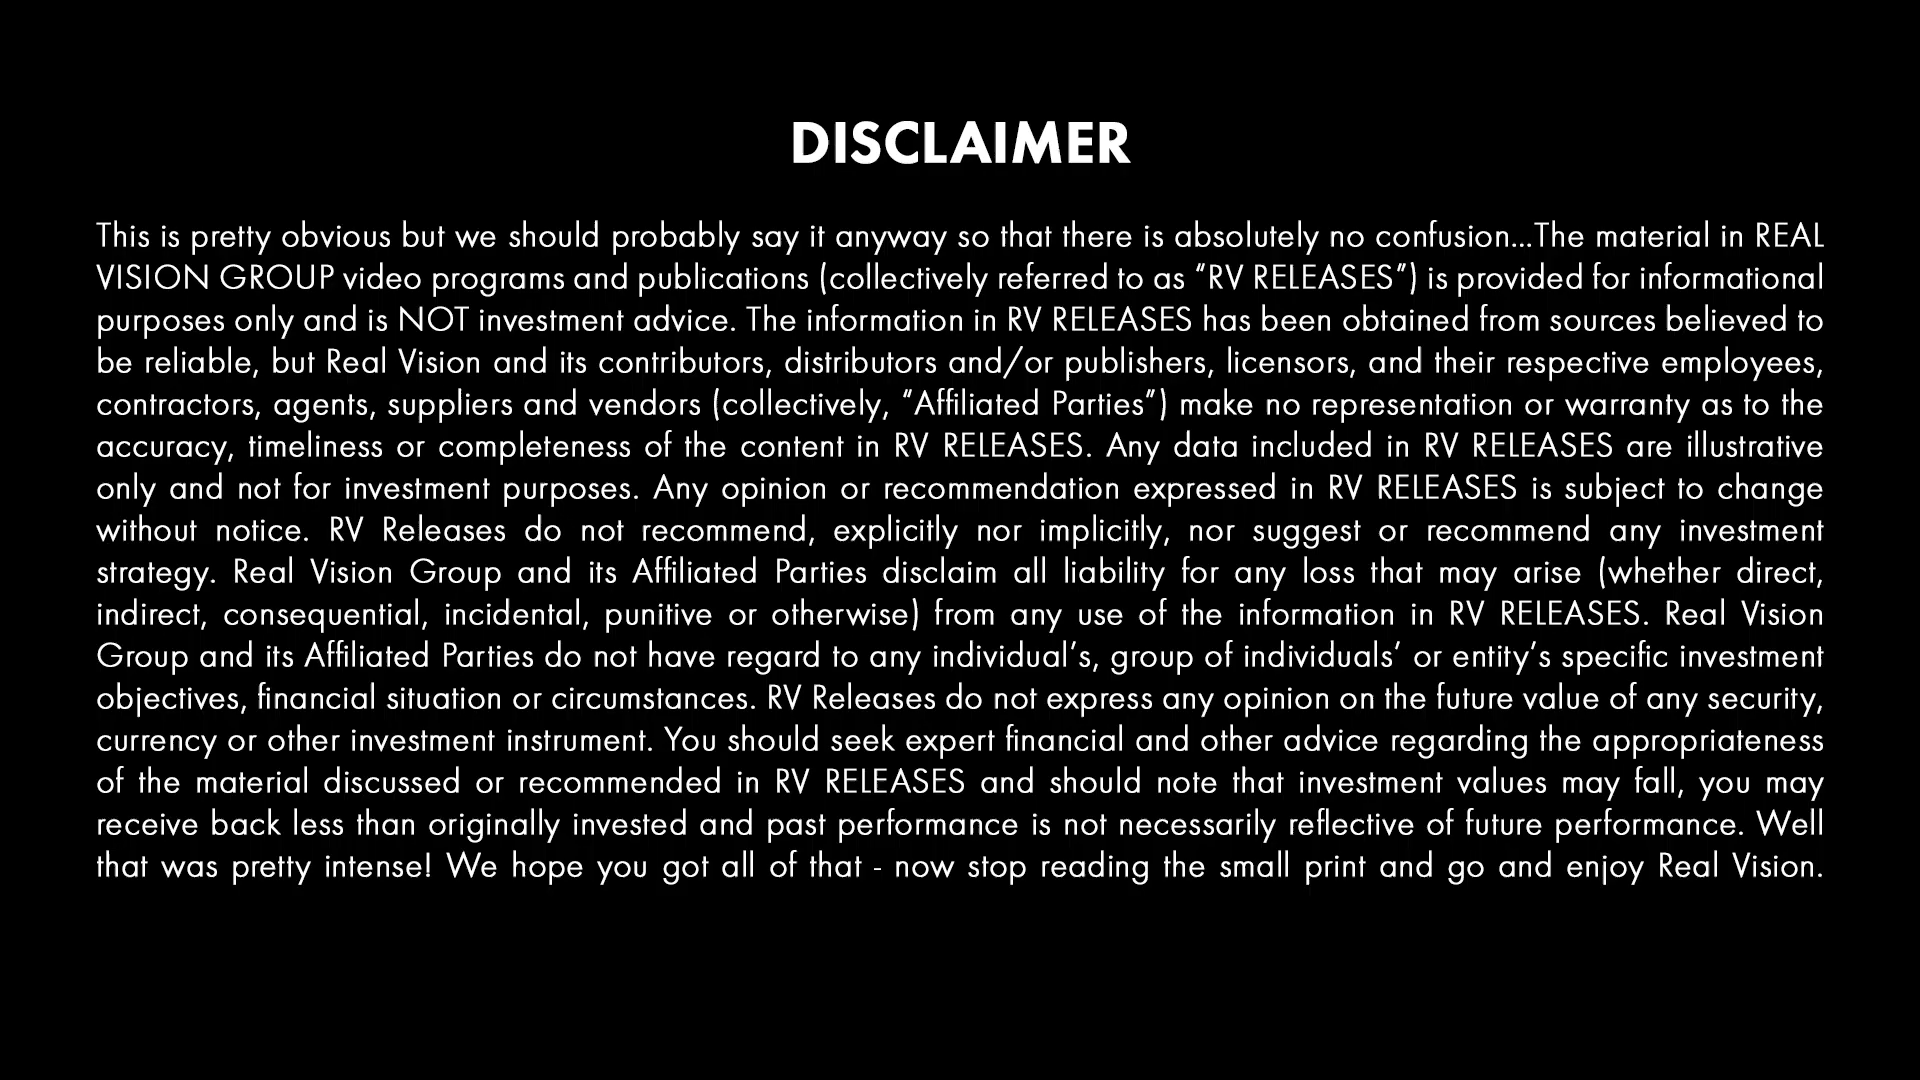 DISCLAIMER
This is pretty obvious but we should probably say it anyway so that there is absolutely no confusion...The material in REAL
VISION GROUP video programs and publications (collectively referred to as “RV RELEASES”) is provided for informational
purposes only and is NOT investment advice. The information in RV RELEASES has been obtained from sources believed to
be reliable, but Real Vision and its contributors, distributors and/or publishers, licensors, and their respective employees,
contractors, agents, suppliers and vendors (collectively, “Affiliated Parties”) make no representation or warranty as to the
accuracy, timeliness or completeness of the content in RV RELEASES. Any data included in RV RELEASES are illustrative
only and not for investment purposes. Any opinion or recommendation expressed in RV RELEASES is subject to change
without notice. RV Releases do not recommend, explicitly nor implicitly, nor suggest or recommend any investment
strategy. Real Vision Group and its Affiliated Parties disclaim all liability for any loss that may arise (whether direct,
indirect, consequential, incidental, punitive or otherwise) from any use of the information in RV RELEASES. Real Vision
Group and its Affiliated Parties do not have regard to any individual’s, group of individuals’ or entity’s specific investment
objectives, financial situation or circumstances. RV Releases do not express any opinion on the future value of any security,
currency or other investment instrument. You should seek expert financial and other advice regarding the appropriateness
of the material discussed or recommended in RV RELEASES and should note that investment values may fall, you may
receive back less than originally invested and past performance is not necessarily reflective of future performance. Well
that was pretty intense! We hope you got all of that - now stop reading the small print and go and enjoy Real Vision.